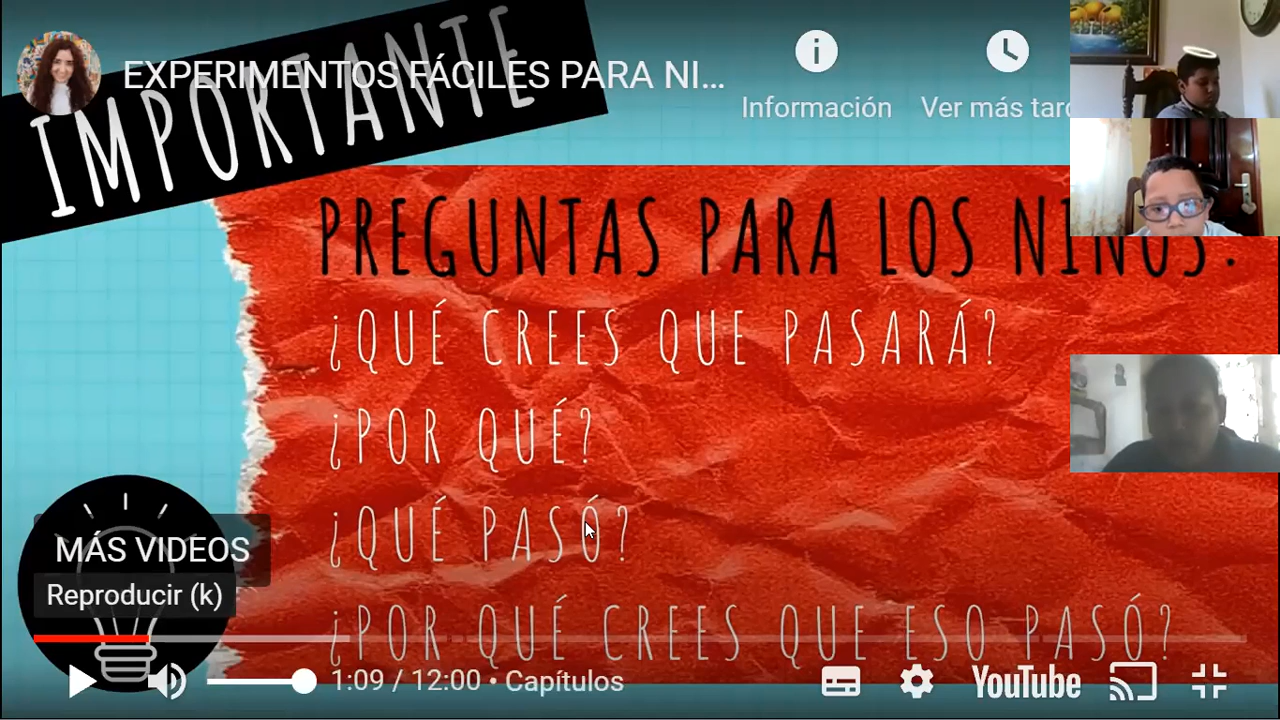 IMPORTANTE
EXPERIMENTOS FÁCILES PARA NI...
Información
Ver más tard
PREGUNTAS PARA LOS NIÑOS:
¿QUÉ CREES QUE PASARÁ?
¿POR QUÉ?
¿QUÉ PASÓ?
¿POR QUÉ CREES QUE ESO PASÓ?
MÁS VIDEOS
Reproducir (k)
1:09 / 12:00 • Capítulos
YouTube